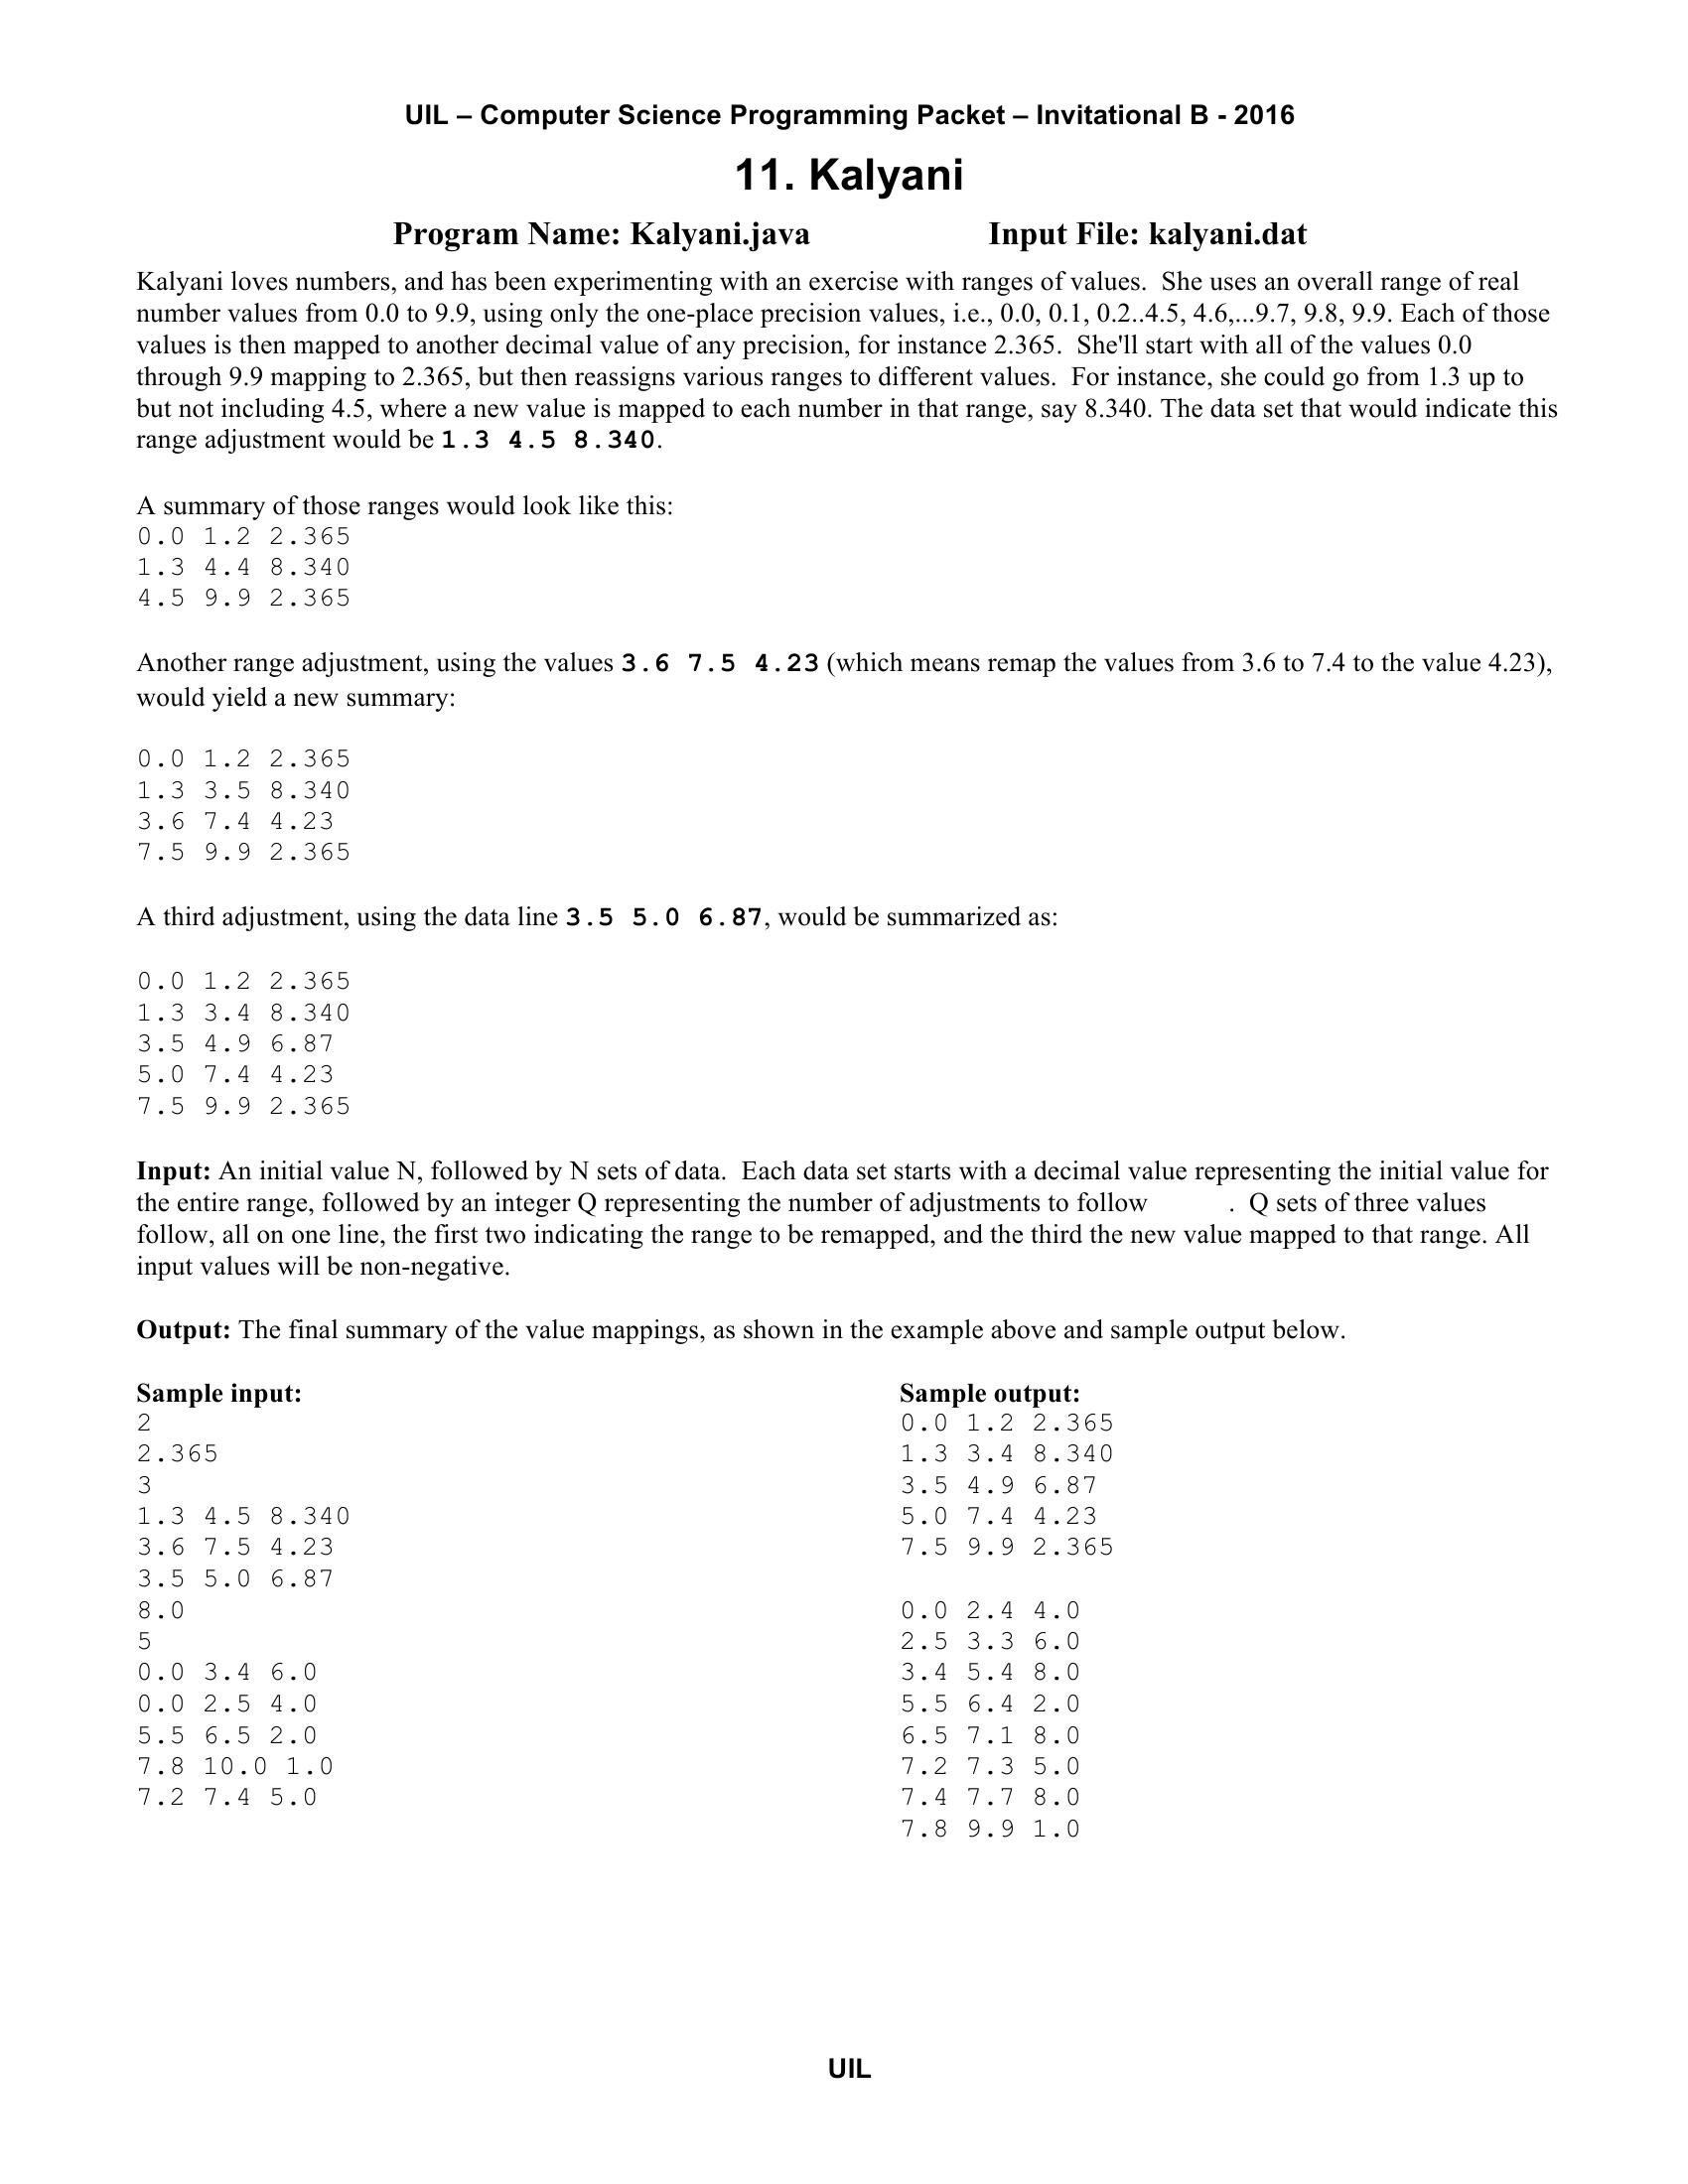 UIL – Computer Science Programming Packet – Invitational B - 2016
11. Kalyani
Program Name: Kalyani.java Input File: kalyani.dat
Kalyani loves numbers, and has been experimenting with an exercise with ranges of values.  She uses an overall range of real
number values from 0.0 to 9.9, using only the one-place precision values, i.e., 0.0, 0.1, 0.2..4.5, 4.6,...9.7, 9.8, 9.9. Each of those
values is then mapped to another decimal value of any precision, for instance 2.365.  She'll start with all of the values 0.0
through 9.9 mapping to 2.365, but then reassigns various ranges to different values.  For instance, she could go from 1.3 up to
but not including 4.5, where a new value is mapped to each number in that range, say 8.340. The data set that would indicate this
range adjustment would be 1.3 4.5 8.340.
A summary of those ranges would look like this:
0.0 1.2 2.365
1.3 4.4 8.340
4.5 9.9 2.365
Another range adjustment, using the values 3.6 7.5 4.23 (which means remap the values from 3.6 to 7.4 to the value 4.23),
would yield a new summary:
0.0 1.2 2.365
1.3 3.5 8.340
3.6 7.4 4.23
7.5 9.9 2.365
A third adjustment, using the data line 3.5 5.0 6.87, would be summarized as:
0.0 1.2 2.365
1.3 3.4 8.340
3.5 4.9 6.87
5.0 7.4 4.23
7.5 9.9 2.365
Input: An initial value N, followed by N sets of data.  Each data set starts with a decimal value representing the initial value for
the entire range, followed by an integer Q representing the number of adjustments to follow .  Q sets of three values
follow, all on one line, the first two indicating the range to be remapped, and the third the new value mapped to that range. All
input values will be non-negative.
Output: The final summary of the value mappings, as shown in the example above and sample output below.
Sample input:
2
2.365
3
1.3 4.5 8.340
3.6 7.5 4.23
3.5 5.0 6.87
8.0
5
0.0 3.4 6.0
0.0 2.5 4.0
5.5 6.5 2.0
7.8 10.0 1.0
7.2 7.4 5.0
Sample output:
0.0 1.2 2.365
1.3 3.4 8.340
3.5 4.9 6.87
5.0 7.4 4.23
7.5 9.9 2.365
0.0 2.4 4.0
2.5 3.3 6.0
3.4 5.4 8.0
5.5 6.4 2.0
6.5 7.1 8.0
7.2 7.3 5.0
7.4 7.7 8.0
7.8 9.9 1.0
UIL